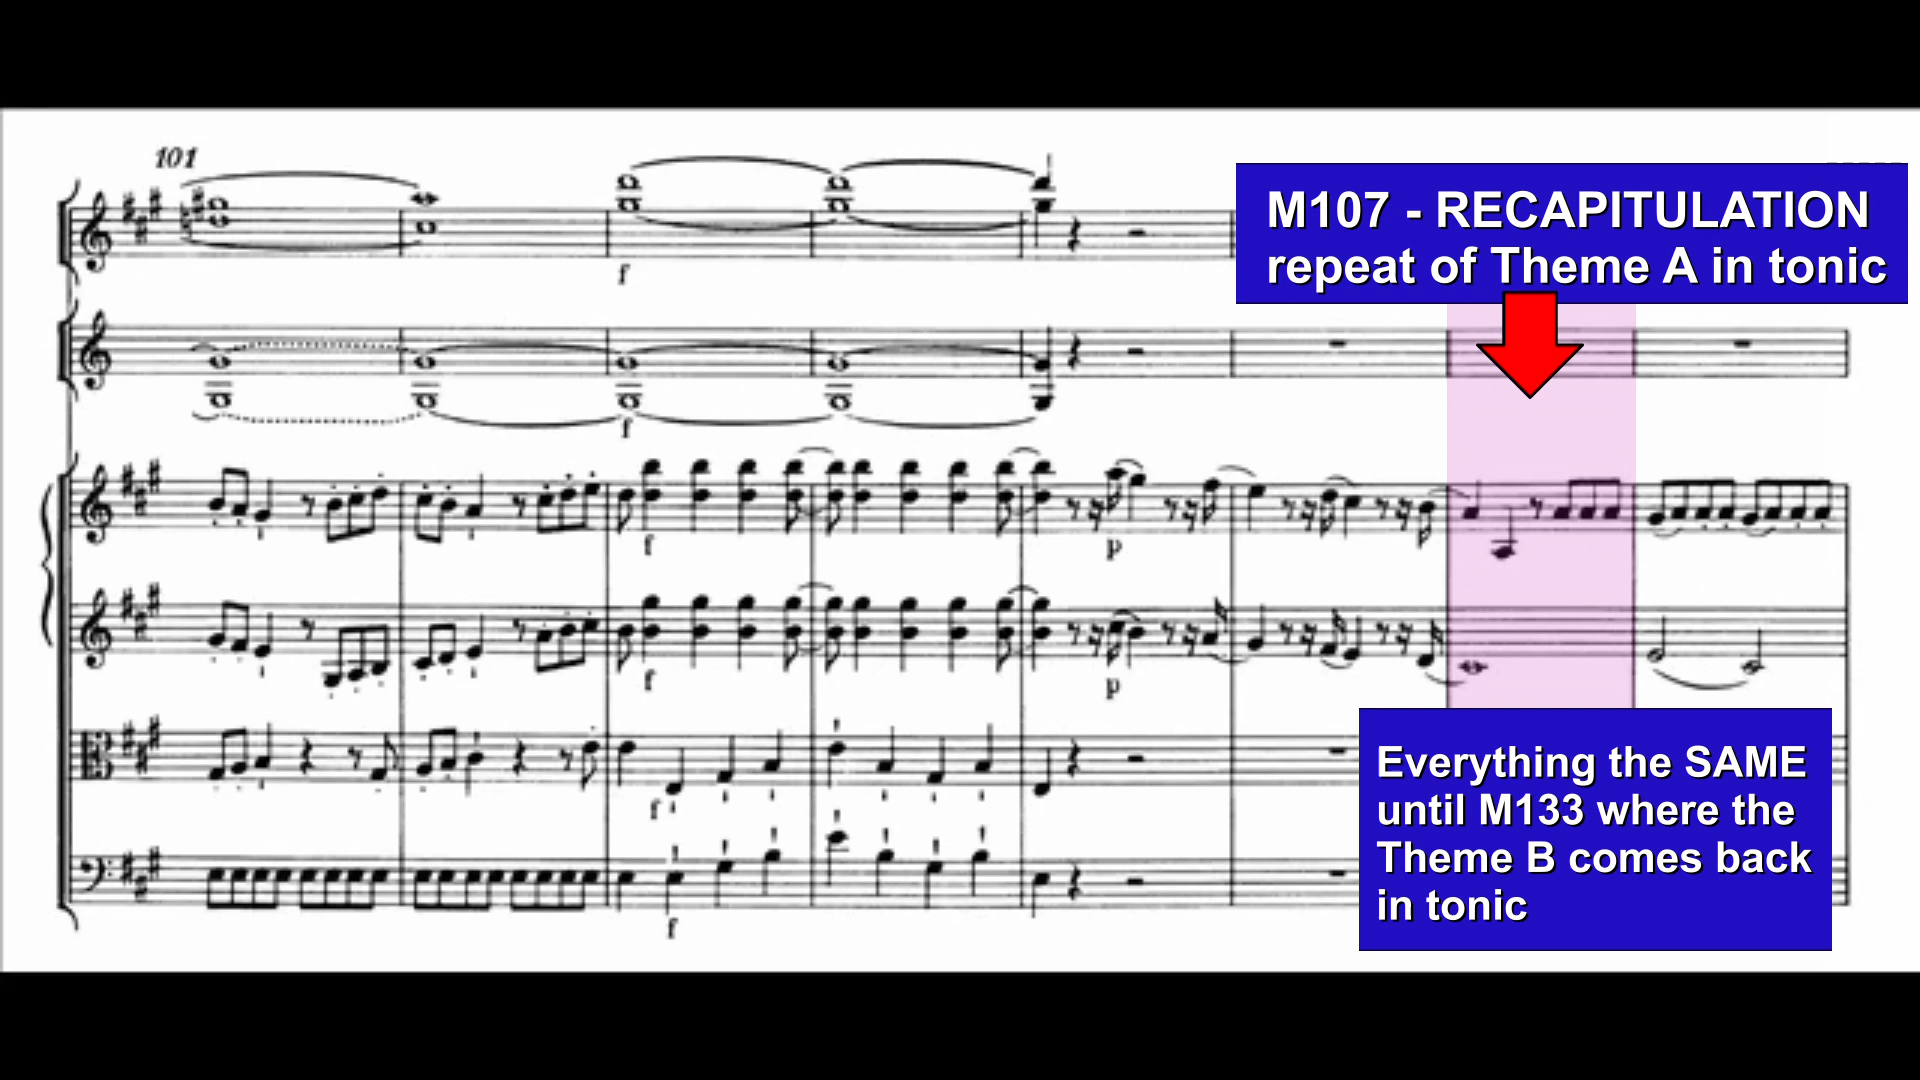 101
M107 - RECAPITULATION
repeat of Theme A in tonic
f
f
f
p
f
p
f
f
Everything the SAME
until M133 where the
Theme B comes back
in tonic